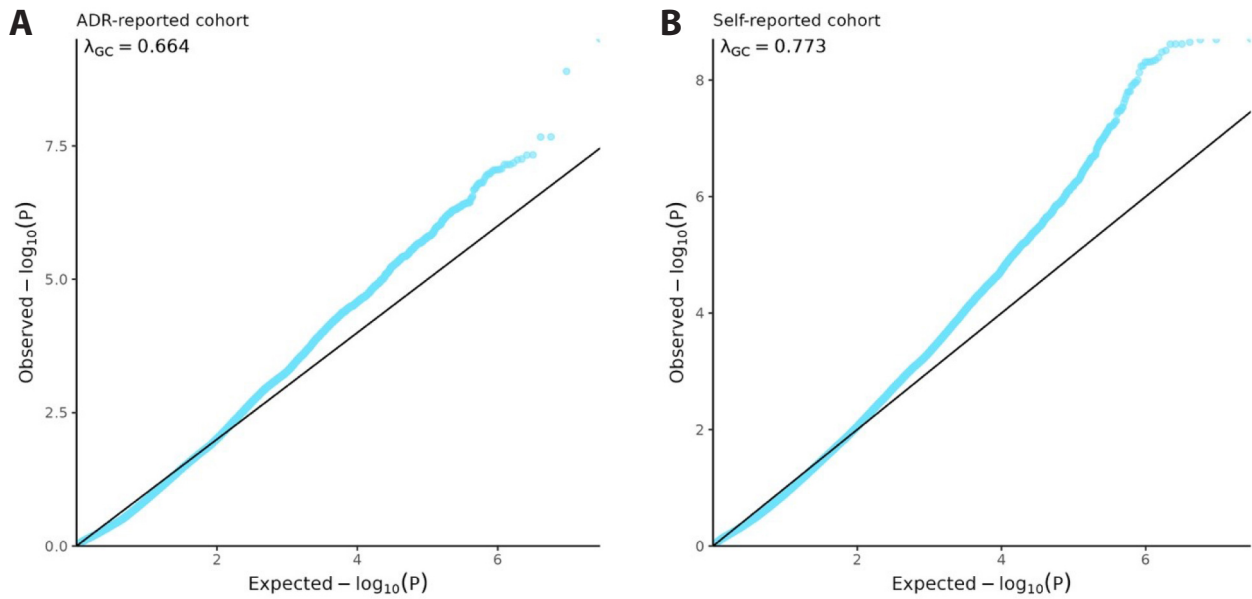 A
ADR-reported cohort
λGC = 0.664
7.5
5.0
2.5
0.0
2
4
6
Observed − log10(P)
Expected − log10(P)
B
Self-reported cohort
λGC = 0.773
8
6
4
2
0
2
4
6
Observed − log10(P)
Expected − log10(P)